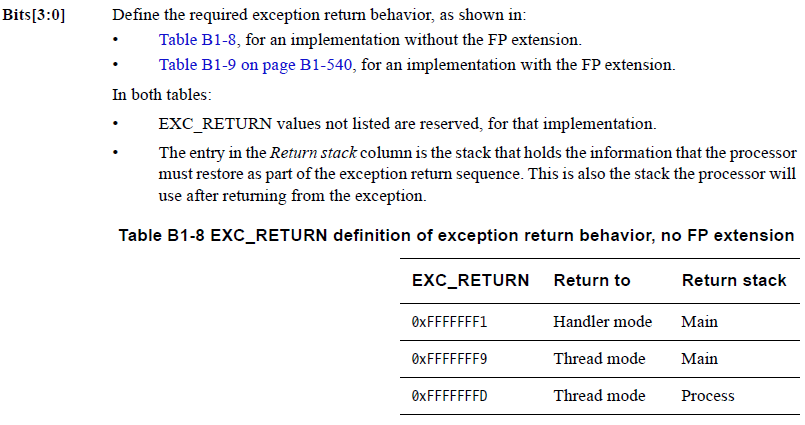 Bits[3:0] Define the required exception return behavior, as shown in:
• Table B1-8, for an implementation without the FP extension.
• Table B1-9 on page B1-540, for an implementation with the FP extension.
In both tables:
• EXC_RETURN values not listed are reserved, for that implementation.
• The entry in the Return stack column is the stack that holds the information that the processor
must restore as part of the exception return sequence. This is also the stack the processor will
use after returning from the exception.
Table B1-8 EXC_RETURN definition of exception return behavior, no FP extension
EXC_RETURN Return to Return stack
0xFFFFFFF1 Handler mode Main
0xFFFFFFF9 Thread mode Main
0xFFFFFFFD Thread mode Process